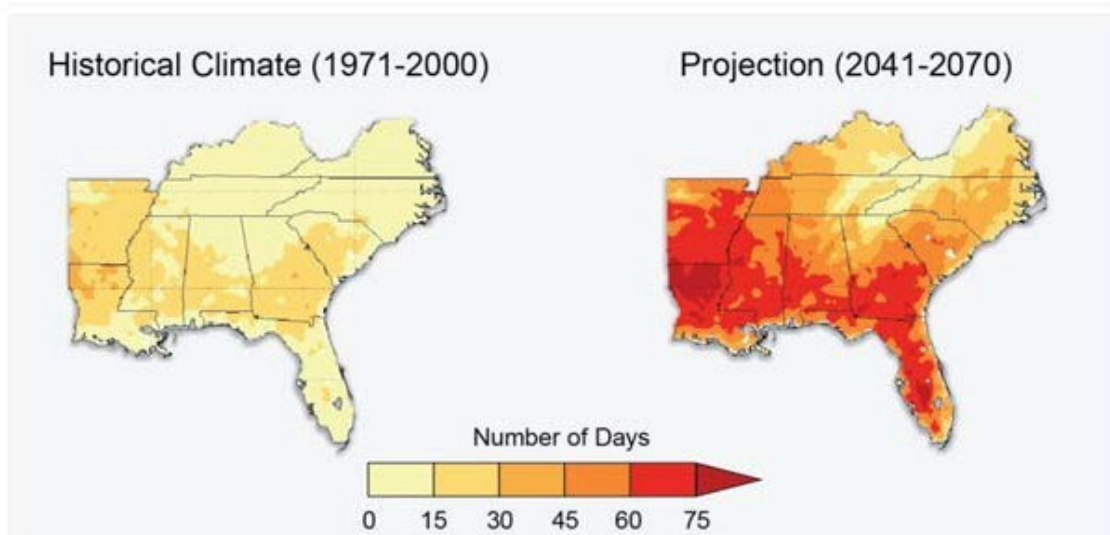 Historical Climate (1971-2000)
Projection (2041-2070)
Number of Days
0 15 30 45 60 75